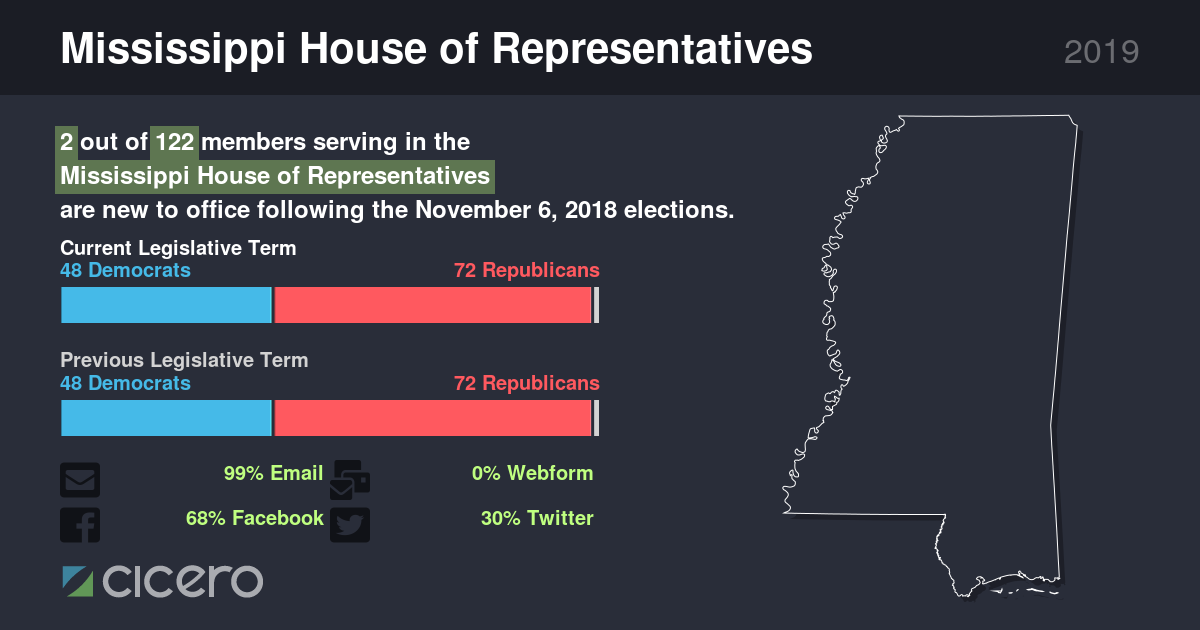 Mississippi House of Representatives
2019
2 out of 122 members serving in the
Mississippi House of Representatives
are new to office following the November 6, 2018 elections.
Current Legislative Term
48 Democrats 72 Republicans
Previous Legislative Term
48 Democrats 72 Republicans
99% Email 0% Webform
68% Facebook 30% Twitter
cicero